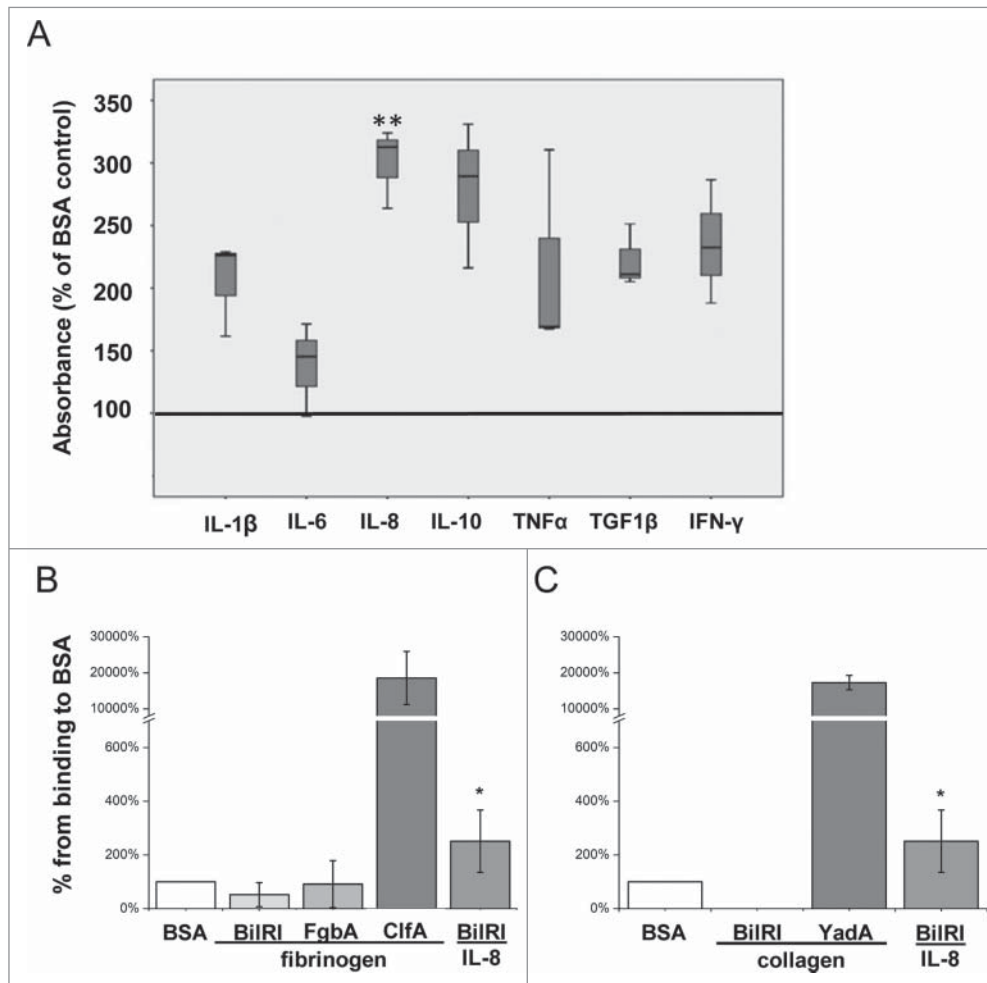 A
Absorbance (% of BSA control)
350
300
250
200
150
100
**
IL-1β IL-6 IL-8 IL-10 TNFα TGF1β IFN-γ
B
% from binding to BSA
30000%
20000%
10000%
600%
400%
200%
0%
*
BSA BilRI FgbA ClfA BilRI
fibrinogen IL-8
C
30000%
20000%
10000%
600%
400%
200%
0%
*
BSA BilRI YadA BilRI
collagen IL-8